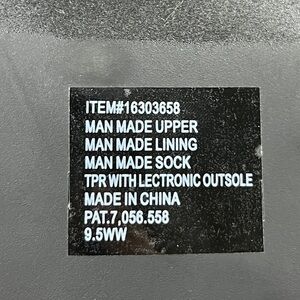 ITEM#16303658
MAN MADE UPPER
MAN MADE LINING
MAN MADE SOCK
TPR WITH LECTRONIC OUTSOLE
MADE IN CHINA
PAT.7,056.558
9.5WW